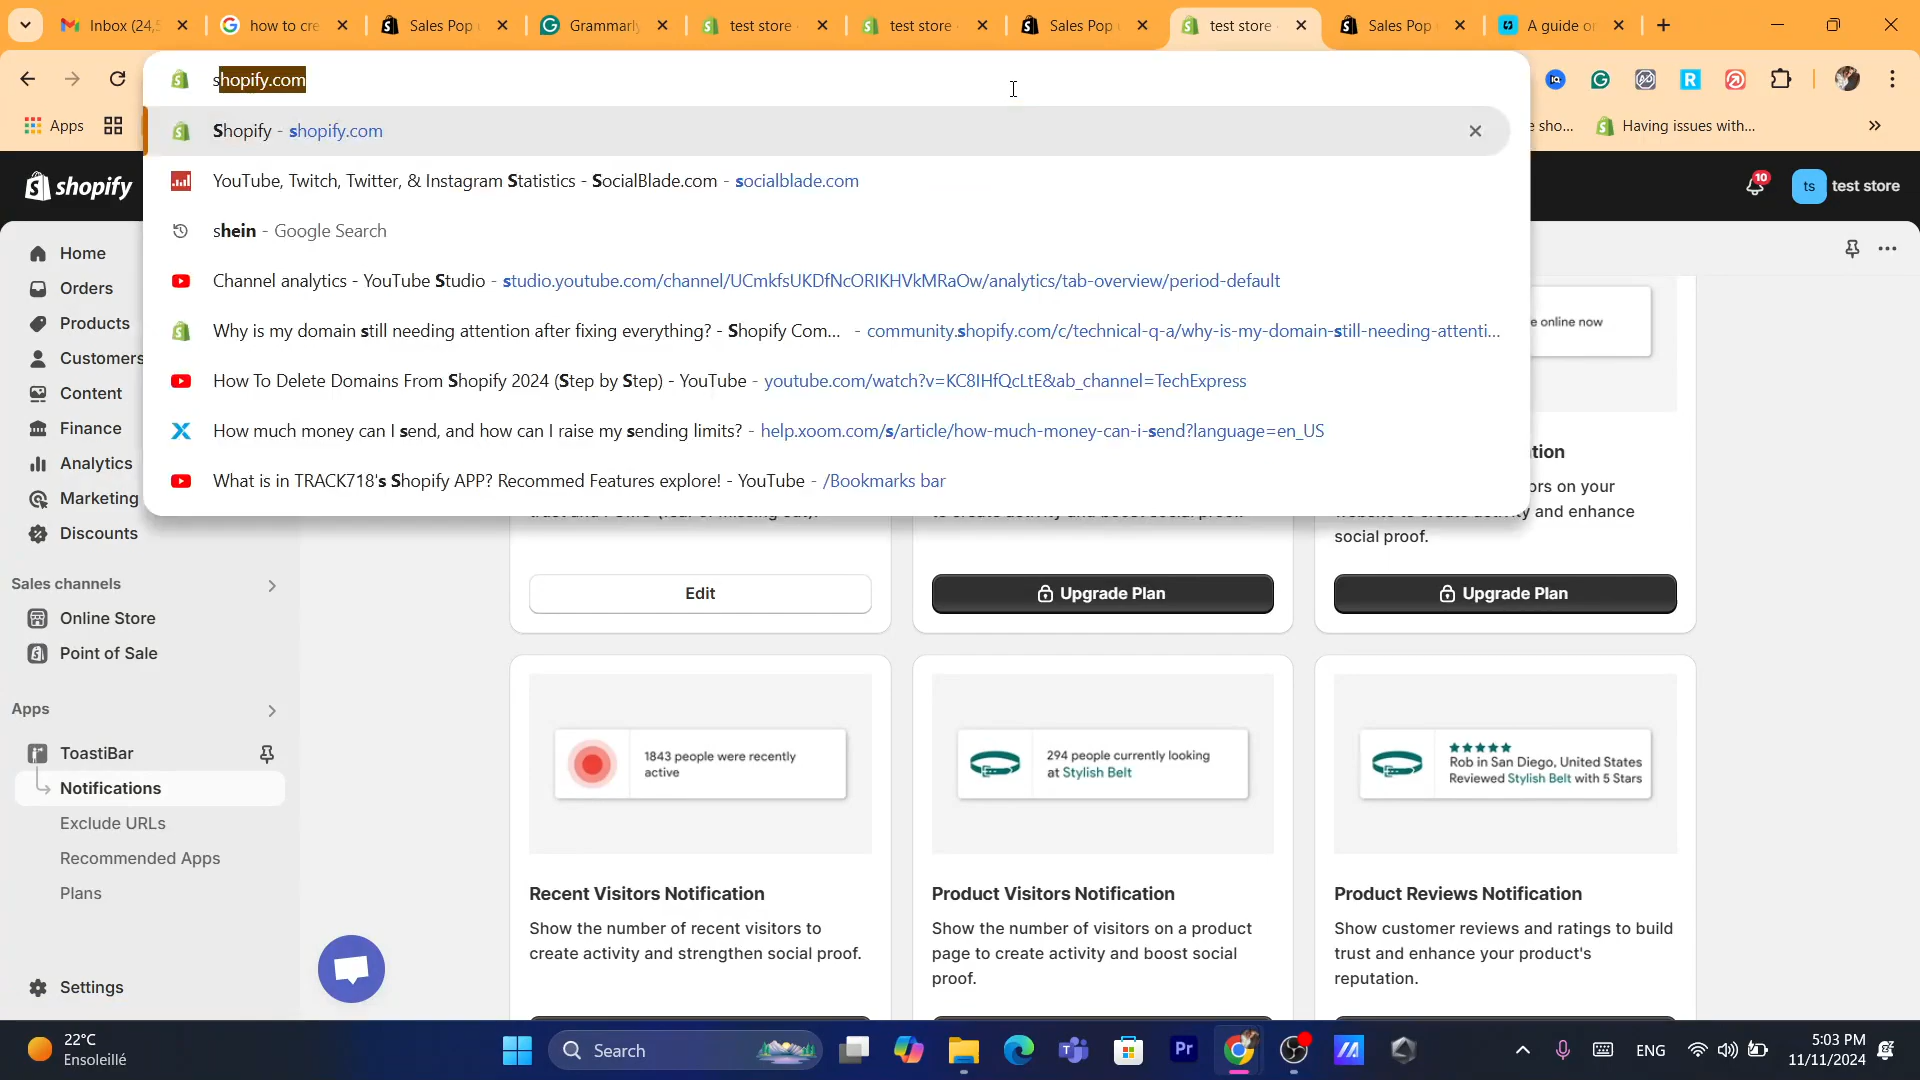 Inbox (24,5
how to cre
Sales Pop
Grammarly
test store
test store
Sales Pop
test store
Sales Pop
A guide on
shopify.com
Shopify - shopify.com
YouTube, Twitch, Twitter, & Instagram Statistics - SocialBlade.com - socialblade.com
shein - Google Search
Channel analytics - YouTube Studio - studio.youtube.com/channel/UCmkfsUKDfNcORIKHVkMRaOw/analytics/tab-overview/period-default
Why is my domain still needing attention after fixing everything? - Shopify Com... - community.shopify.com/c/technical-q-a/why-is-my-domain-still-needing-attenti...
How To Delete Domains From Shopify 2024 (Step by Step) - YouTube - youtube.com/watch?v=KC8IHfQcLtE&ab_channel=TechExpress
How much money can I send, and how can I raise my sending limits? - help.xoom.com/s/article/how-much-money-can-i-send?language=en_US
What is in TRACK718's Shopify APP? Recommed Features explore! - YouTube - /Bookmarks bar
Apps
e sho...
Having issues with...
shopify
10
ts
test store
Home
Orders
Products
Customers
Content
Finance
Analytics
Marketing
Discounts
Sales channels
Online Store
Point of Sale
Apps
ToastiBar
Notifications
Exclude URLs
Recommended Apps
Plans
Settings
e online now
tion
ors on your
website to create activity and enhance
social proof.
Edit
Upgrade Plan
Upgrade Plan
1843 people were recently
active
294 people currently looking
at Stylish Belt
Rob in San Diego, United States
Reviewed Stylish Belt with 5 Stars
Recent Visitors Notification
Show the number of recent visitors to
create activity and strengthen social proof.
Product Visitors Notification
Show the number of visitors on a product
page to create activity and boost social
proof.
Product Reviews Notification
Show customer reviews and ratings to build
trust and enhance your product's
reputation.
22°C
Ensoleillé
Search
Pr
ENG
5:03 PM
11/11/2024